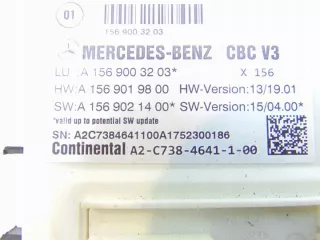 01
156 900 32 03
MERCEDES-BENZ CBC V3
LU: A 156 900 32 03* X 156
HW: A 156 901 98 00 HW-Version: 13/19.01
SW: A 156 902 14 00* SW-Version: 15/04.00*
*valid up to potential SW update
SN: A2C7384641100A1752300186
Continental A2-C738-4641-1-00